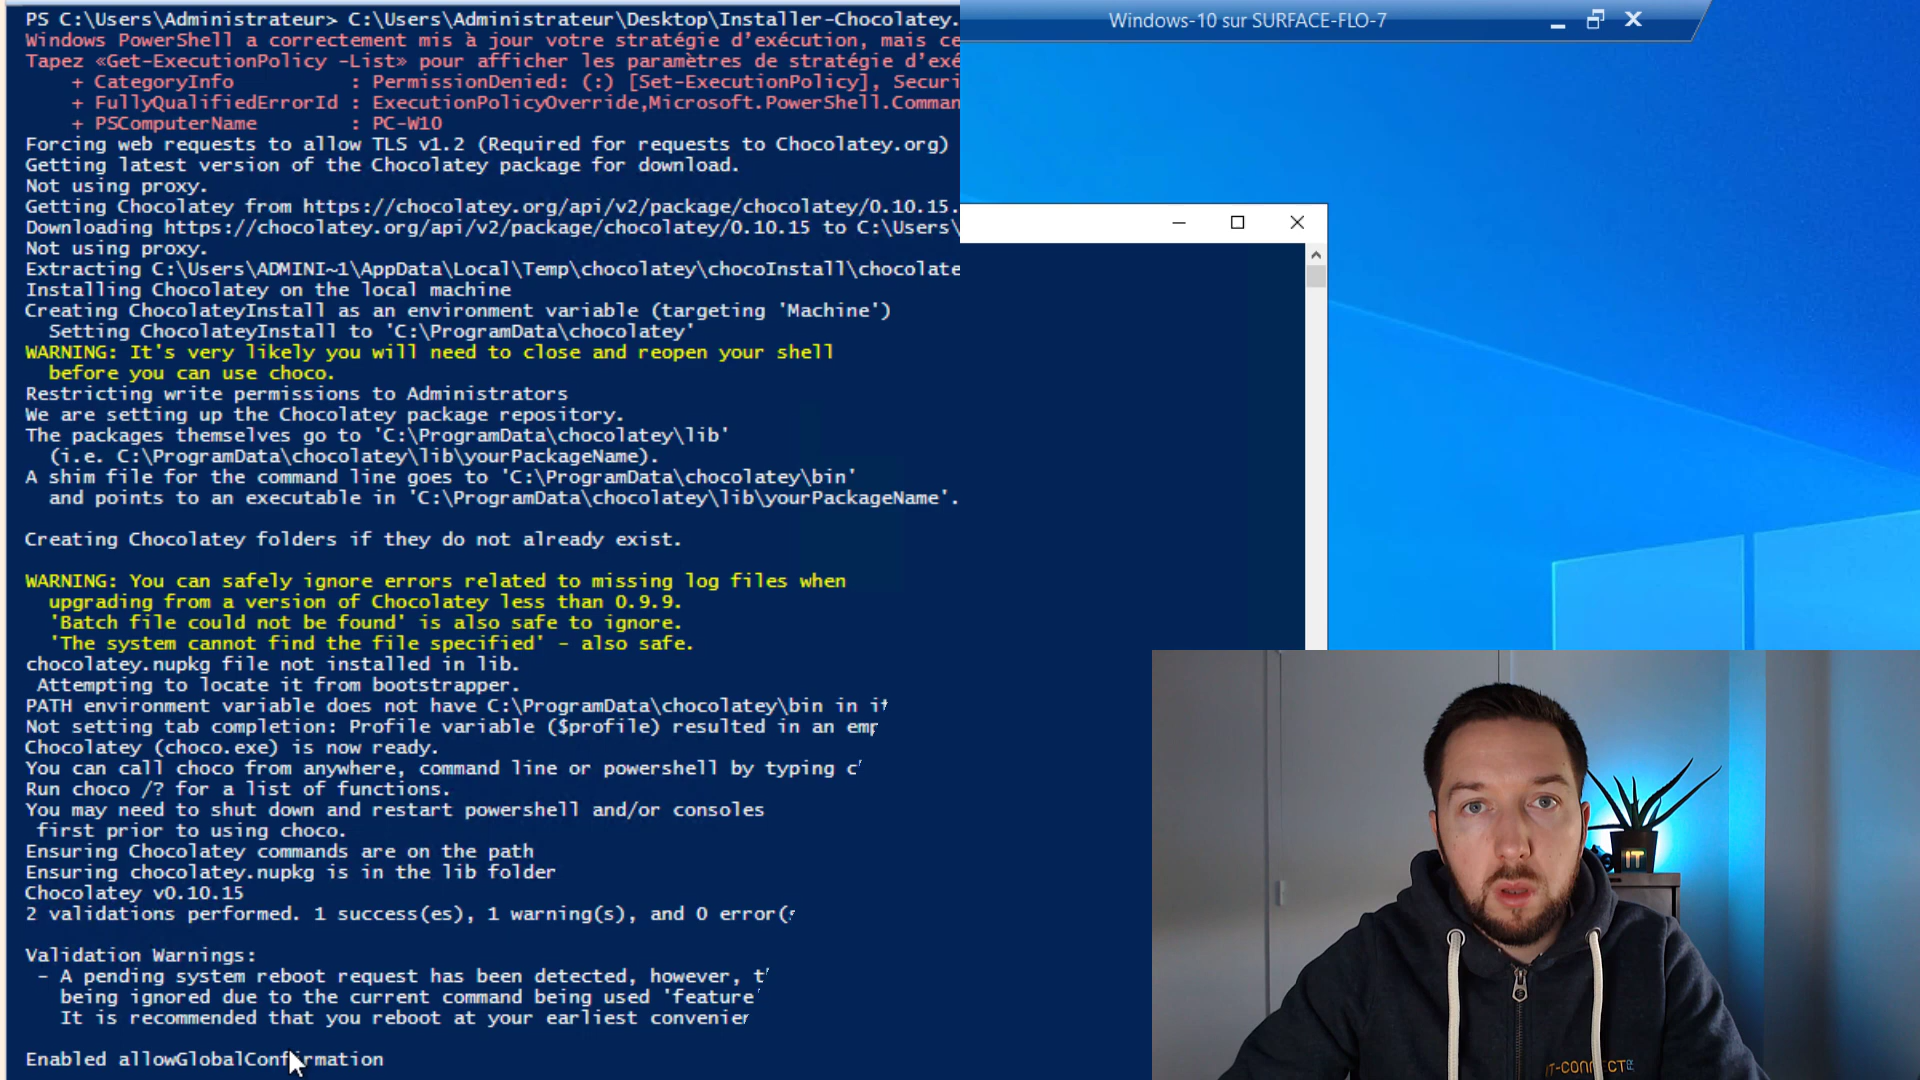 PS C:\Users\Administrateur> C:\Users\Administrateur\Desktop\Installer-Chocolatey.
Windows PowerShell a correctement mis à jour votre stratégie d'exécution, mais ce
Tapez «Get-ExecutionPolicy -List» pour afficher les paramètres de stratégie d'exé
+ CategoryInfo : PermissionDenied: (:) [Set-ExecutionPolicy], Securi
+ FullyQualifiedErrorId : ExecutionPolicyOverride,Microsoft.PowerShell.Comman
+ PSComputerName : PC-W10
Forcing web requests to allow TLS v1.2 (Required for requests to Chocolatey.org)
Getting latest version of the Chocolatey package for download.
Not using proxy.
Getting Chocolatey from https://chocolatey.org/api/v2/package/chocolatey/0.10.15.
Downloading https://chocolatey.org/api/v2/package/chocolatey/0.10.15 to C:\Users\
Not using proxy.
Extracting C:\Users\ADMINI~1\AppData\Local\Temp\chocolatey\chocoInstall\chocolate
Installing Chocolatey on the local machine
Creating ChocolateyInstall as an environment variable (targeting 'Machine')
Setting ChocolateyInstall to 'C:\ProgramData\chocolatey'
WARNING: It's very likely you will need to close and reopen your shell
before you can use choco.
Restricting write permissions to Administrators
We are setting up the Chocolatey package repository.
The packages themselves go to 'C:\ProgramData\chocolatey\lib'
(i.e. C:\ProgramData\chocolatey\lib\yourPackageName).
A shim file for the command line goes to 'C:\ProgramData\chocolatey\bin'
and points to an executable in 'C:\ProgramData\chocolatey\lib\yourPackageName'.
Creating Chocolatey folders if they do not already exist.
WARNING: You can safely ignore errors related to missing log files when
upgrading from a version of Chocolatey less than 0.9.9.
'Batch file could not be found' is also safe to ignore.
'The system cannot find the file specified' - also safe.
chocolatey.nupkg file not installed in lib.
Attempting to locate it from bootstrapper.
PATH environment variable does not have C:\ProgramData\chocolatey\bin in
Not setting tab completion: Profile variable ($profile) resulted in an
Chocolatey (choco.exe) is now ready.
You can call choco from anywhere, command line or powershell by typing
Run choco /? for a list of functions.
You may need to shut down and restart powershell and/or consoles
first prior to using choco.
Ensuring Chocolatey commands are on the path
Ensuring chocolatey.nupkg is in the lib folder
Chocolatey v0.10.15
2 validations performed. 1 success(es), 1 warning(s), and 0
Validation Warnings:
- A pending system reboot request has been detected, however,
being ignored due to the current command being used 'feature'
It is recommended that you reboot at your earliest
Enabled allowGlobalConfirmation
Windows-10 sur SURFACE-FLO-7
IT
IT-CONNECT